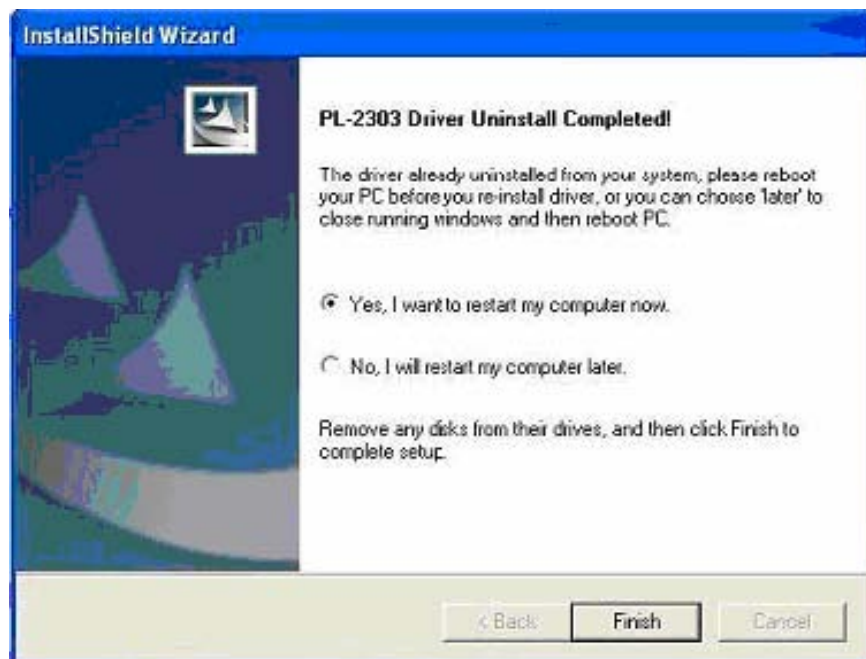 InstallShield Wizard
PL-2303 Driver Uninstall Completed!
The driver already uninstalled from your system, please reboot
your PC before you re-install driver, or you can choose 'later' to
close running windows and then reboot PC.
Yes, I want to restart my computer now.
No, I will restart my computer later.
Remove any disks from their drives, and then click Finish to
complete setup.
< Back
Finish
Cancel